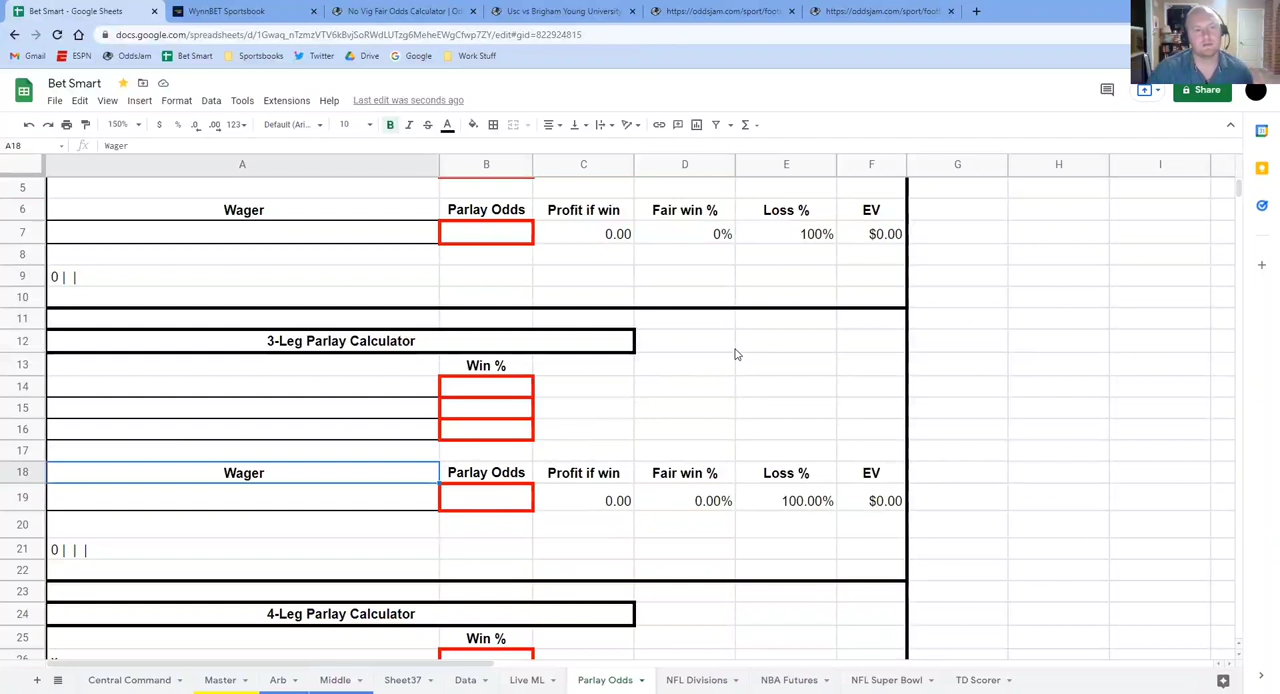 Bet Smart - Google Sheets
WynnBET Sportsbook
No Vig Fair Odds Calculator | Od
Usc vs Brigham Young University
https://oddsjam.com/sport/foot
https://oddsjam.com/sport/foot
docs.google.com/spreadsheets/d/1Gwaq_nTzmzVTV6kBvjSoRWdLUTzg6MeheEWgCfwp7ZY/edit#gid=822924815
Gmail ESPN OddsJam Bet Smart Sportsbooks Twitter Drive Google Work Stuff
Bet Smart
File Edit View Insert Format Data Tools Extensions Help Last edit was seconds ago
Share
150% $ % .0 .00 123 Default (Ari... 10 B I S A
A18 fx Wager
A B C D E F G H I
5
6 Wager Parlay Odds Profit if win Fair win % Loss % EV
7 0.00 0% 100% $0.00
8
9 0 | |
10
11
12 3-Leg Parlay Calculator
13 Win %
14
15
16
17
18 Wager Parlay Odds Profit if win Fair win % Loss % EV
19 0.00 0.00% 100.00% $0.00
20
21 0 | | |
22
23
24 4-Leg Parlay Calculator
25 Win %
Central Command Master Arb Middle Sheet37 Data Live ML Parlay Odds NFL Divisions NBA Futures NFL Super Bowl TD Scorer